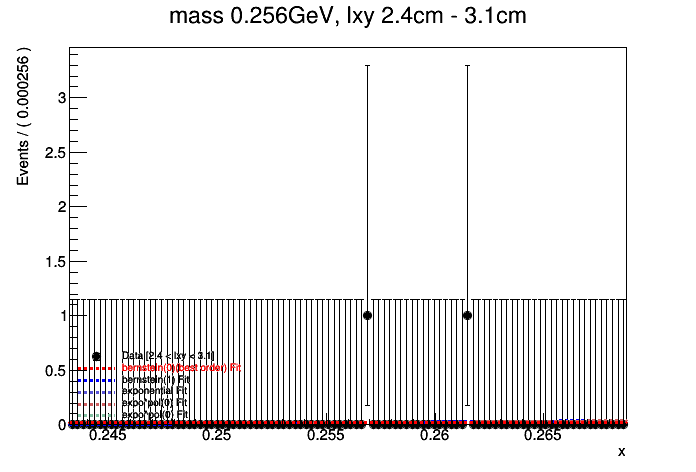 mass 0.256GeV, lxy 2.4cm - 3.1cm
Events / ( 0.000256 )
3
2.5
2
1.5
1
0.5
0
Data [2.4 < lxy < 3.1]
bernstein(0)(best order) Fit
bernstein(1) Fit
exponential Fit
expo*pol(0) Fit
expo*pol(0) Fit
0.245 0.25 0.255 0.26 0.265
x